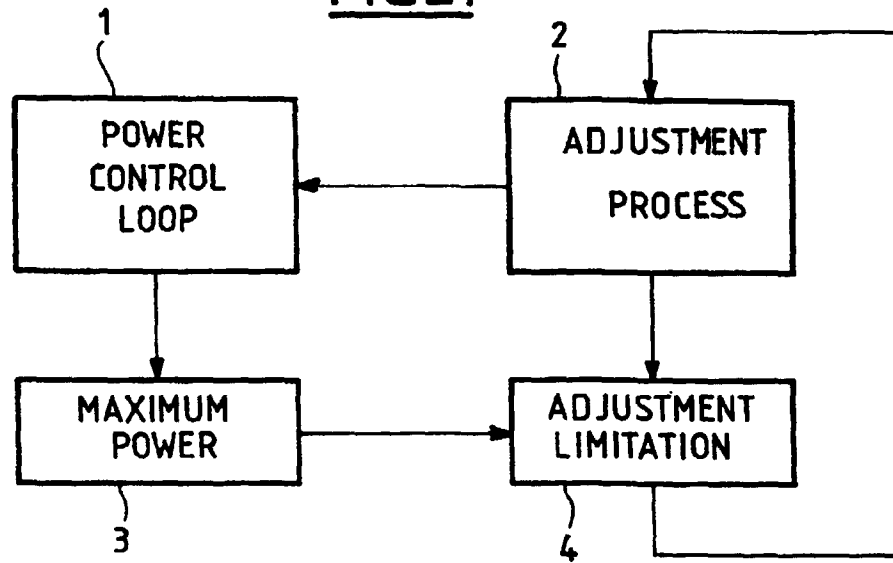 1
2
POWER
CONTROL
LOOP
ADJUSTMENT
PROCESS
MAXIMUM
POWER
ADJUSTMENT
LIMITATION
3
4